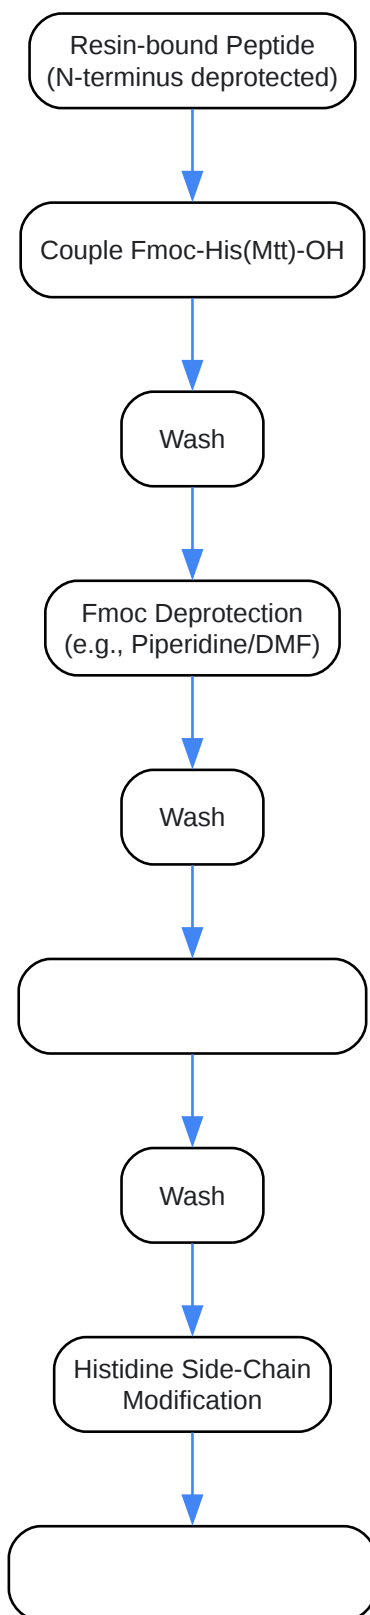 Resin-bound Peptide
(N-terminus deprotected)
Couple Fmoc-His(Mtt)-OH
Wash
Fmoc Deprotection
(e.g., Piperidine/DMF)
Wash
Wash
Histidine Side-Chain
Modification